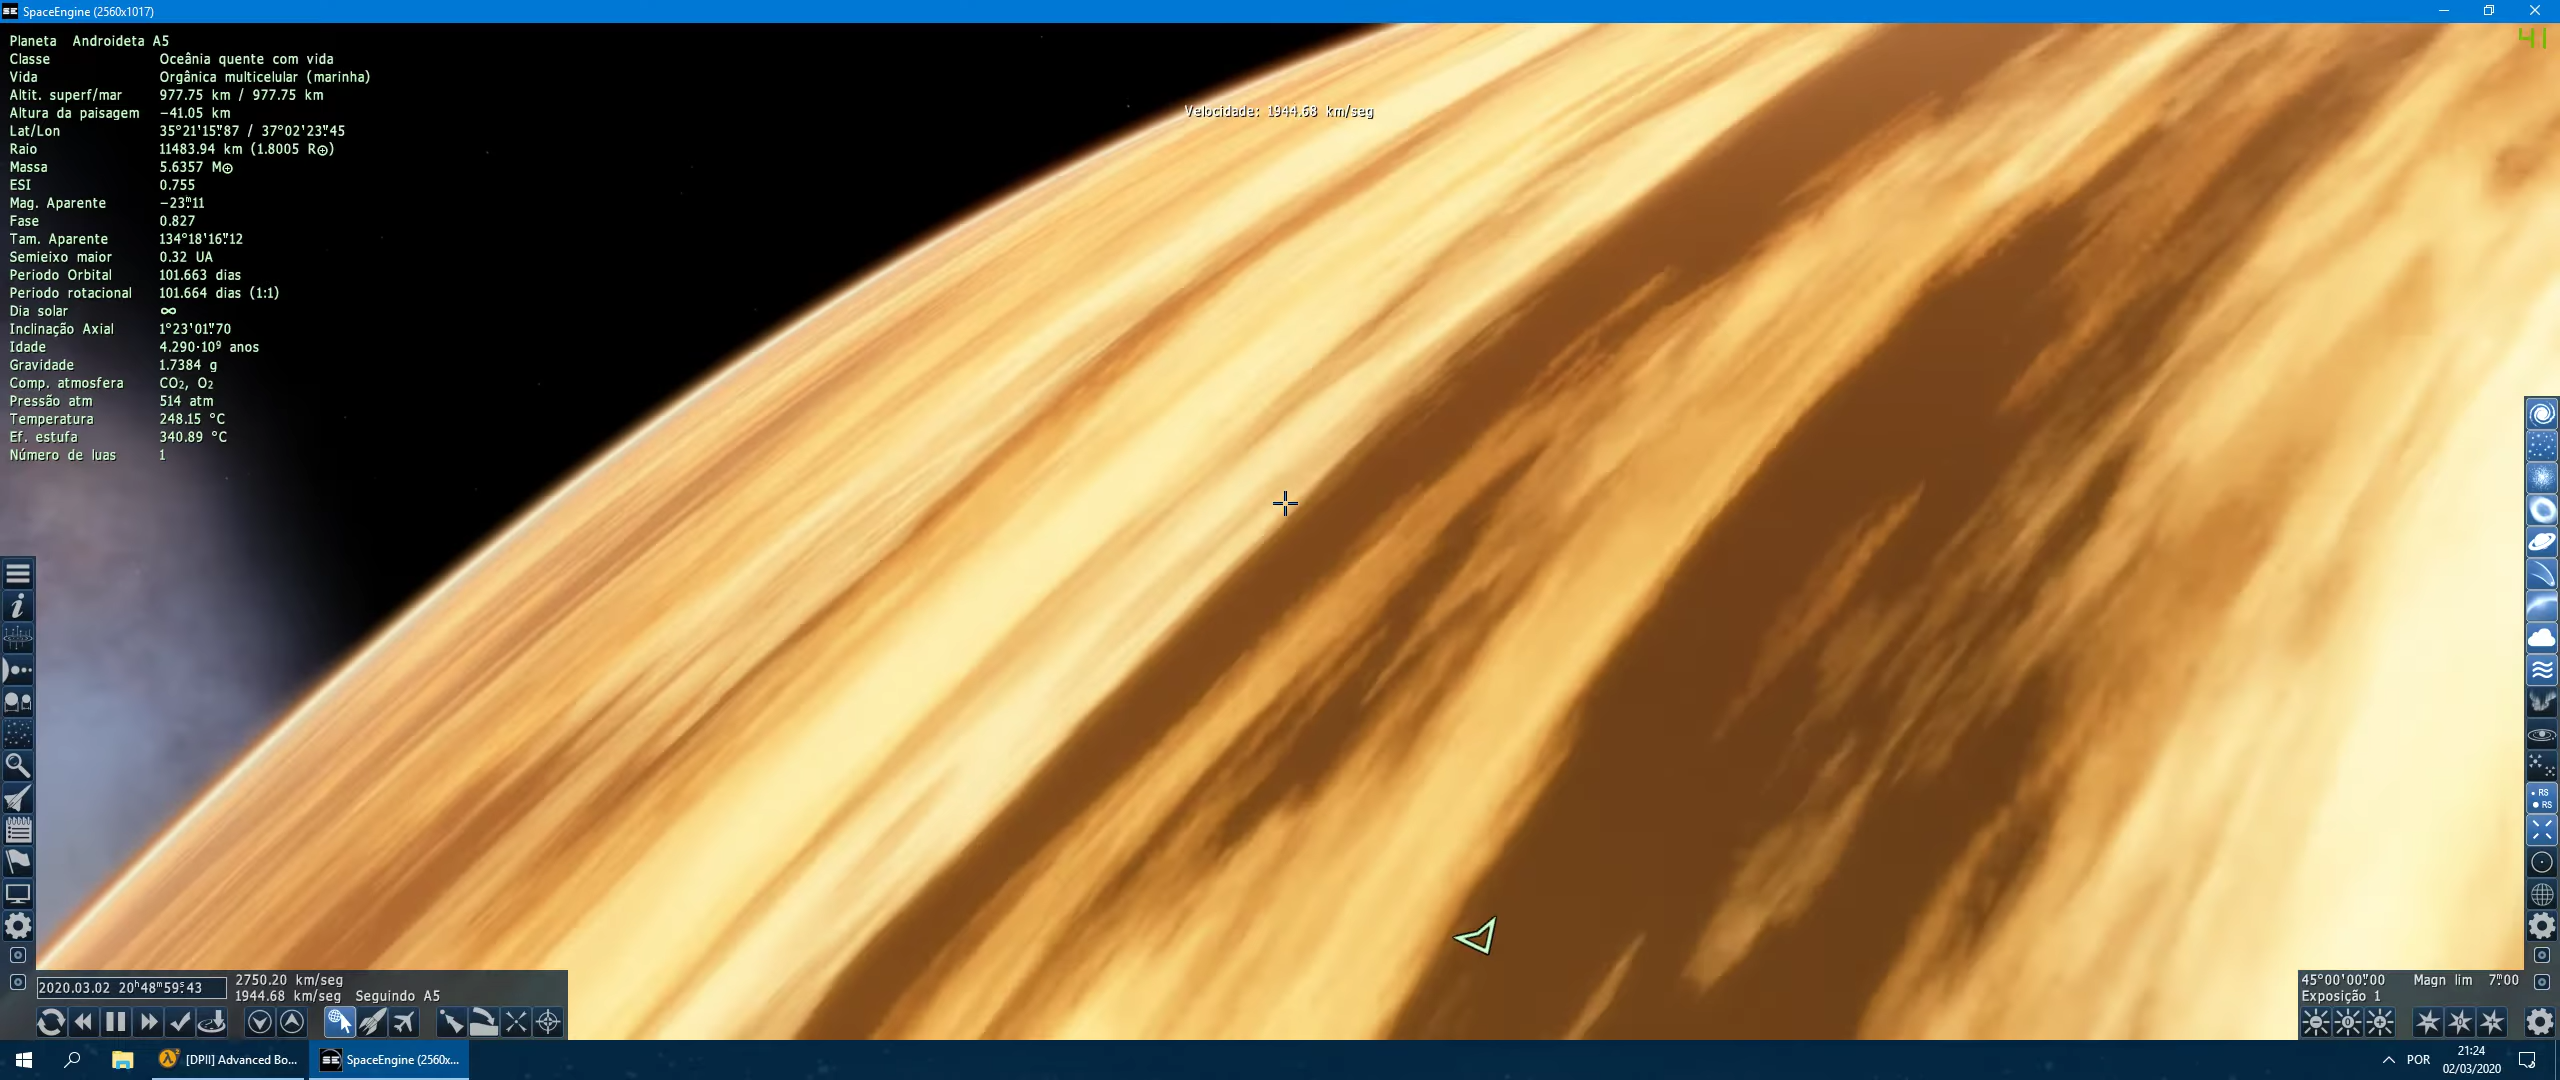 SpaceEngine (2560x1017)
41
Planeta Androideta A5
Classe Oceânia quente com vida
Vida Orgânica multicelular (marinha)
Altit. superf/mar 977.75 km / 977.75 km
Velocidade: 1944.68 km/seg
Altura da paisagem −41.05 km
Lat/Lon 35°21'15."87 / 37°02'23."45
Raio 11483.94 km (1.8005 R⊕)
Massa 5.6357 M⊕
ESI 0.755
Mag. Aparente −23.ᵐ11
Fase 0.827
Tam. Aparente 134°18'16."12
Semieixo maior 0.32 UA
Periodo Orbital 101.663 dias
Periodo rotacional 101.664 dias (1:1)
Dia solar ∞
Inclinação Axial 1°23'01."70
Idade 4.290·10⁹ anos
Gravidade 1.7384 g
Comp. atmosfera CO₂, O₂
Pressão atm 514 atm
Temperatura 248.15 °C
Ef. estufa 340.89 °C
Número de luas 1
RS
RS
2020.03.02 20ʰ48ᵐ59.ˢ43
2750.20 km/seg
1944.68 km/seg Seguindo A5
45°00'00."00 Magn lim 7.ᵐ00
Exposição 1
[DPII] Advanced Bo...
SpaceEngine (2560x...
POR
21:24
02/03/2020